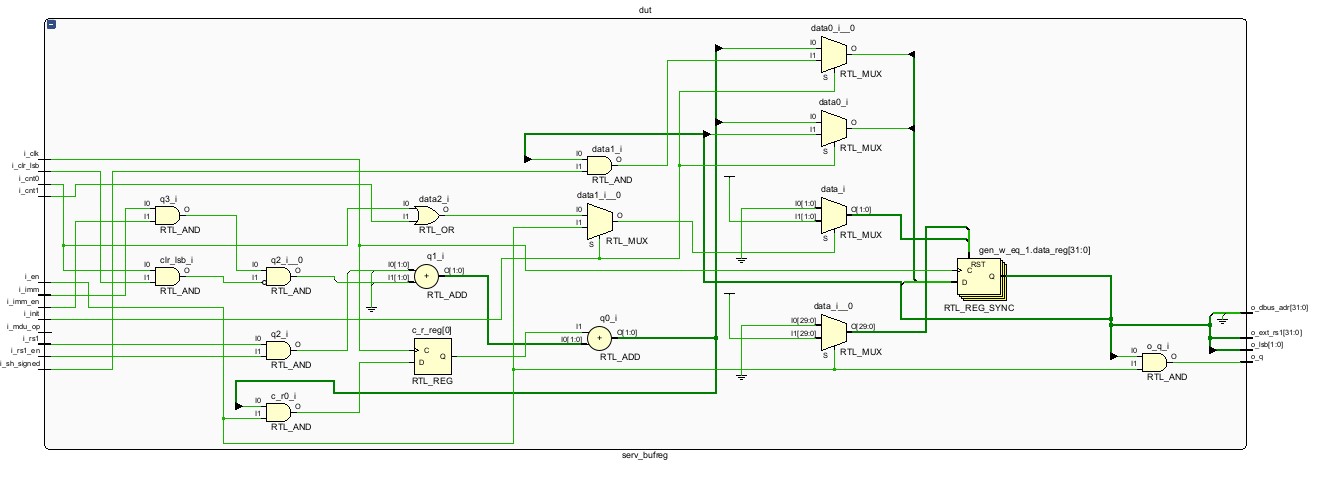 dut
data0_i__0
I0
I1
O
S
RTL_MUX
data0_i
I0
I1
O
S
RTL_MUX
i_clk
i_clr_lsb
i_cnt0
i_cnt1
data1_i
I0
I1
O
RTL_AND
q3_i
I0
I1
O
RTL_AND
data2_i
I0
I1
O
RTL_OR
data1_i__0
I0
I1
O
S
RTL_MUX
data_i
I0[1:0]
I1[1:0]
O[1:0]
S
RTL_MUX
gen_w_eq_1.data_reg[31:0]
RST
C
D
Q
RTL_REG_SYNC
clr_lsb_i
I0
I1
O
RTL_AND
q2_i__0
I0
I1
O
RTL_AND
q1_i
I0[1:0]
I1[1:0]
+
O[1:0]
RTL_ADD
i_en
i_imm
i_imm_en
i_init
i_mdu_op
i_rs1
i_rs1_en
i_sh_signed
q2_i
I0
I1
O
RTL_AND
c_r_reg[0]
C
D
Q
RTL_REG
q0_i
I1
I0[1:0]
+
O[1:0]
RTL_ADD
data_i__0
I0[29:0]
I1[29:0]
O[29:0]
S
RTL_MUX
o_dbus_adr[31:0]
o_ext_rs1[31:0]
o_lsb[1:0]
o_q
o_q_i
I0
I1
O
RTL_AND
c_r0_i
I0
I1
O
RTL_AND
serv_bufreg